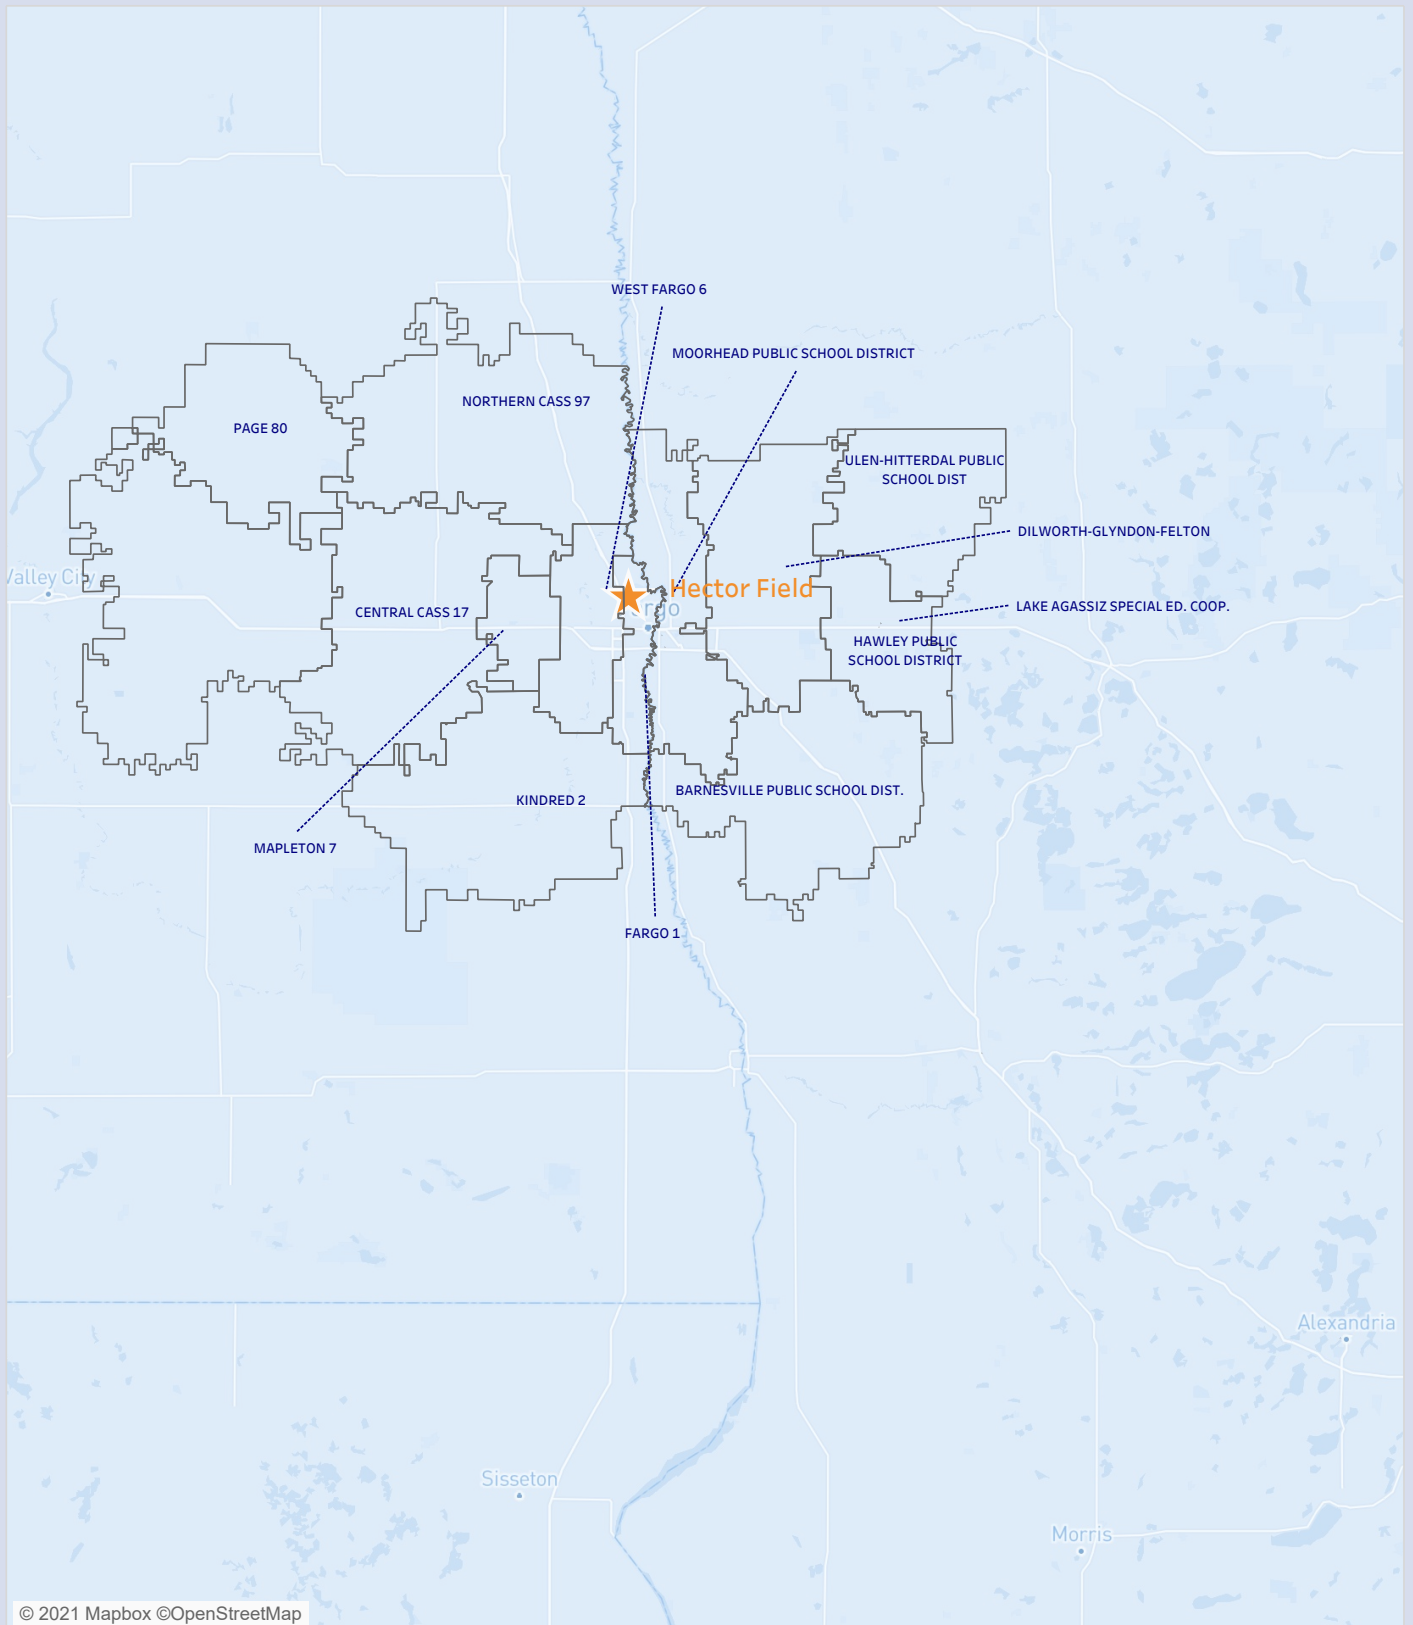 WEST FARGO 6
MOORHEAD PUBLIC SCHOOL DISTRICT
NORTHERN CASS 97
PAGE 80
ULEN-HITTERDAL PUBLIC
SCHOOL DIST
DILWORTH-GLYNDON-FELTON
Valley City
Hector Field
CENTRAL CASS 17
LAKE AGASSIZ SPECIAL ED. COOP.
HAWLEY PUBLIC
SCHOOL DISTRICT
KINDRED 2
BARNESVILLE PUBLIC SCHOOL DIST.
MAPLETON 7
FARGO 1
Alexandria
Sisseton
Morris
© 2021 Mapbox ©OpenStreetMap